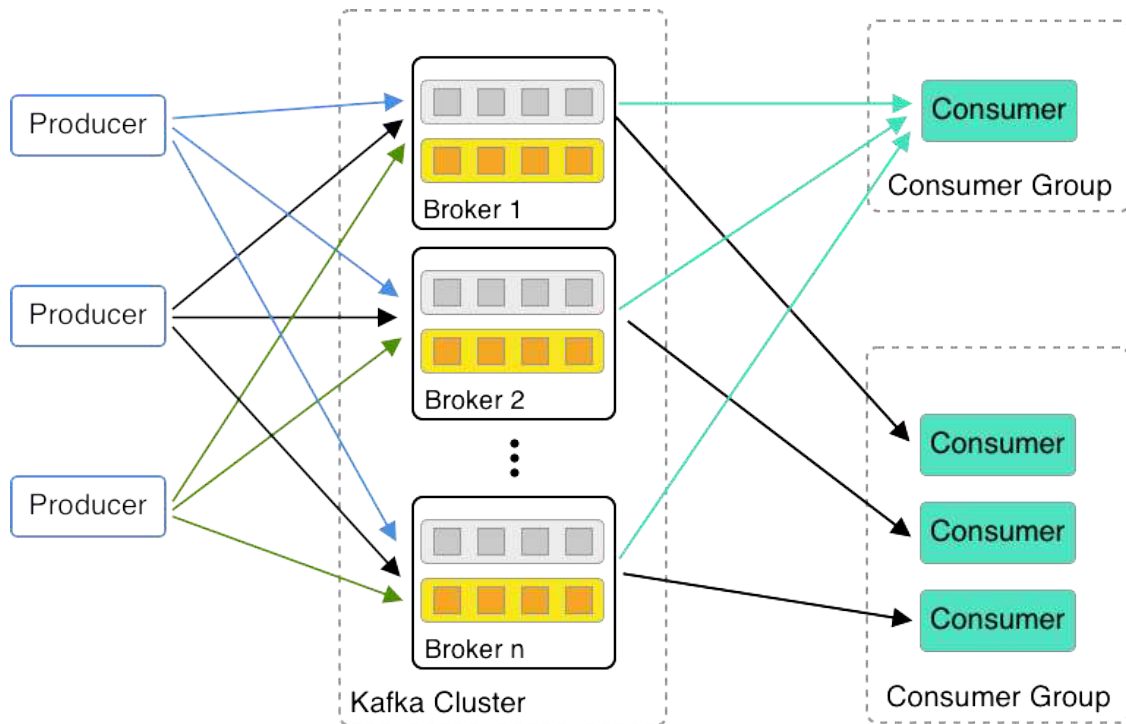 Producer
Producer
Producer
Broker 1
Broker 2
Broker n
Kafka Cluster
Consumer
Consumer Group
Consumer
Consumer
Consumer
Consumer Group